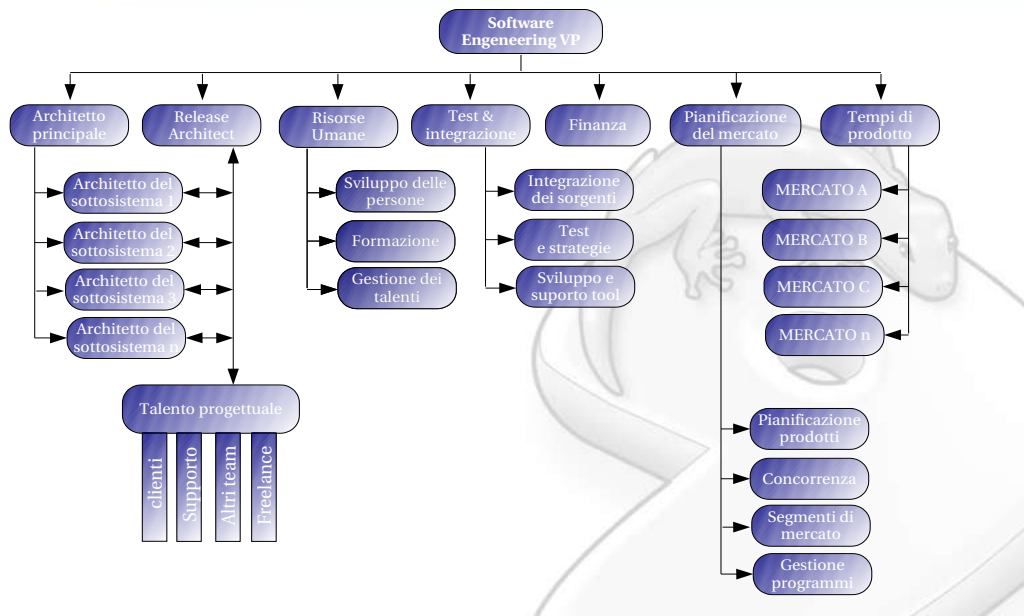 Software
Engeneering VP
Architetto
principale
Release
Architect
Risorse
Umane
Test &
integrazione
Finanza
Pianificazione
del mercato
Tempi di
prodotto
Architetto del
sottosistema 1
Architetto del
sottosistema 2
Architetto del
sottosistema 3
Architetto del
sottosistema n
Sviluppo delle
persone
Formazione
Gestione dei
talenti
Integrazione
dei sorgenti
Test
e strategie
Sviluppo e
suporto tool
MERCATO A
MERCATO B
MERCATO C
MERCATO n
Talento progettuale
clienti
Supporto
Altri team
Freelance
Pianificazione
prodotti
Concorrenza
Segmenti di
mercato
Gestione
programmi